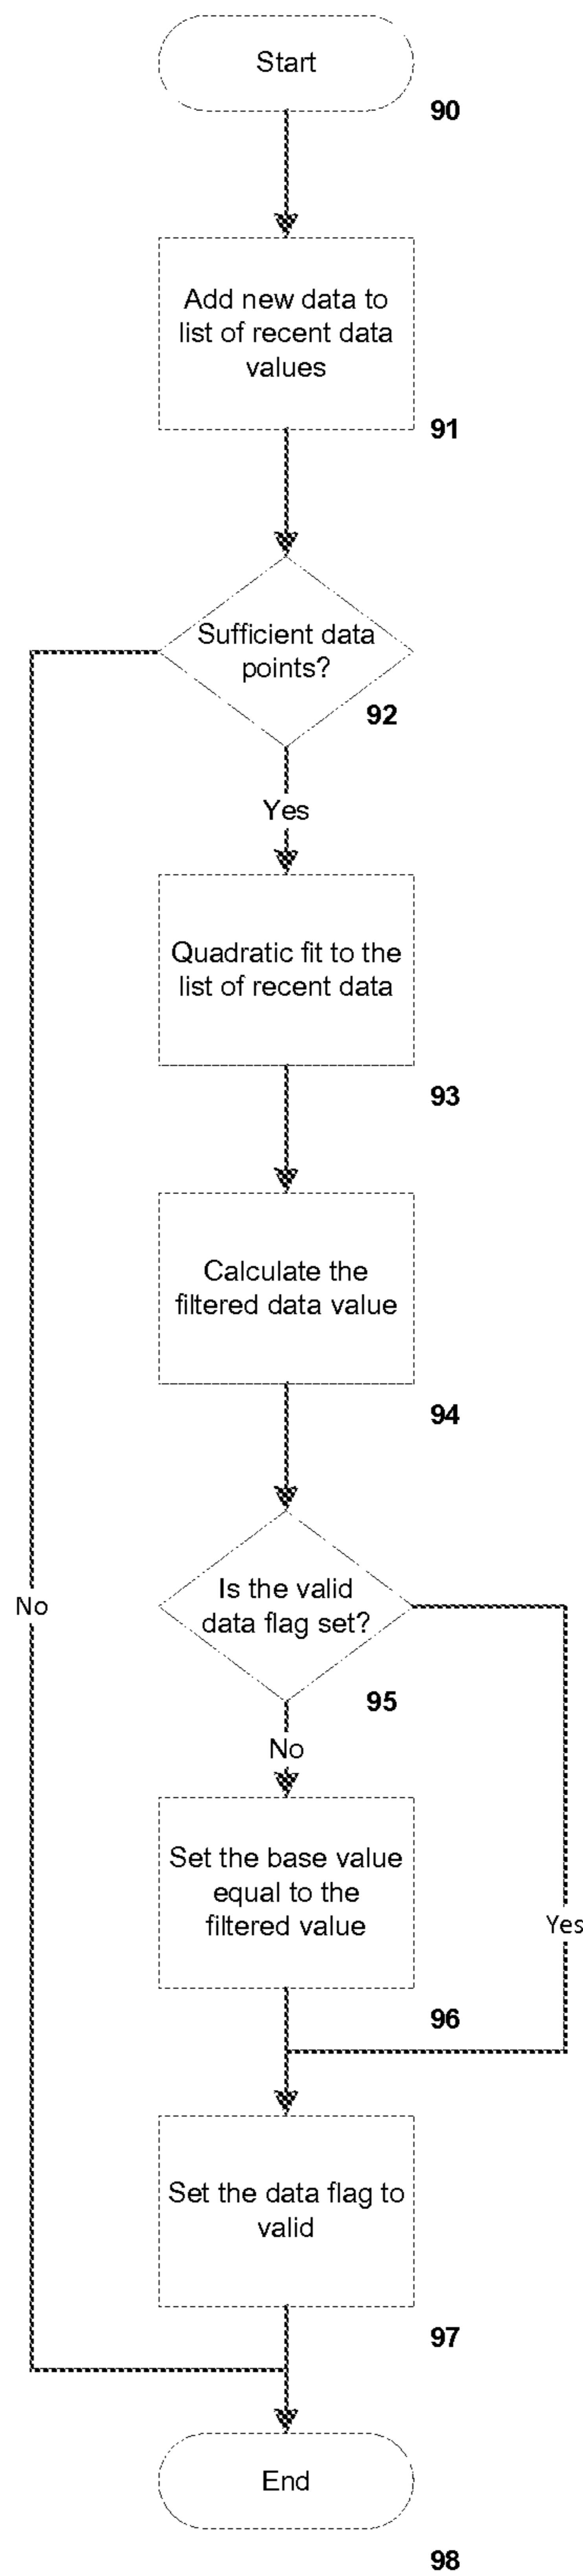 Start
90
Add new data to
list of recent data
values
91
Sufficient data
points?
92
Yes
Quadratic fit to the
list of recent data
93
Calculate the
filtered data value
94
Is the valid
data flag set?
No
95
No
Set the base value
equal to the
filtered value
Yes
96
Set the data flag to
valid
97
End
98